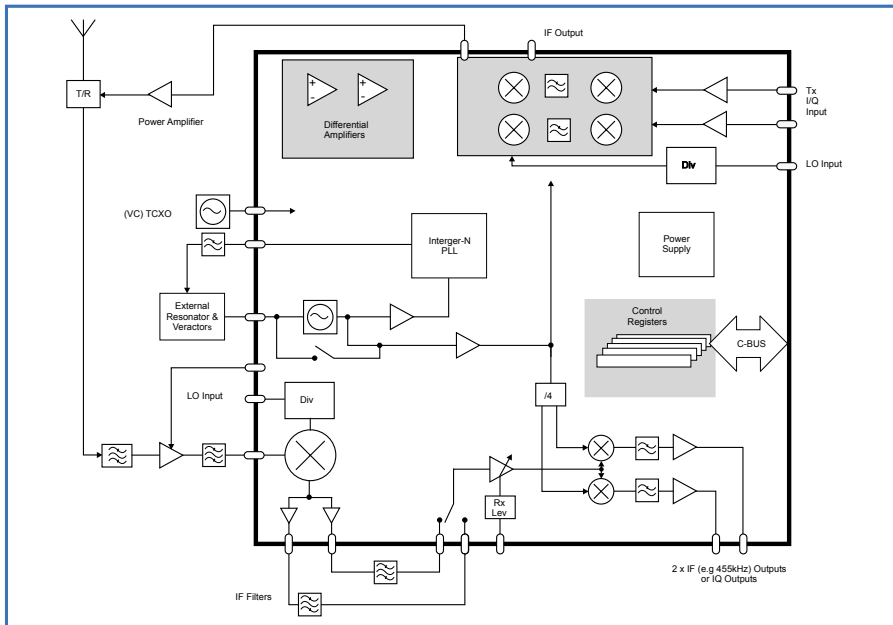 IF Output
T/R
Power Amplifier
+
-
+
-
Differential
Amplifiers
Tx
I/Q
Input
Div
LO Input
(VC) TCXO
Interger-N
PLL
Power
Supply
External
Resonator &
Veractors
Control
Registers
C-BUS
LO Input
Div
/4
Rx
Lev
IF Filters
2 x IF (e.g 455kHz) Outputs
or IQ Outputs